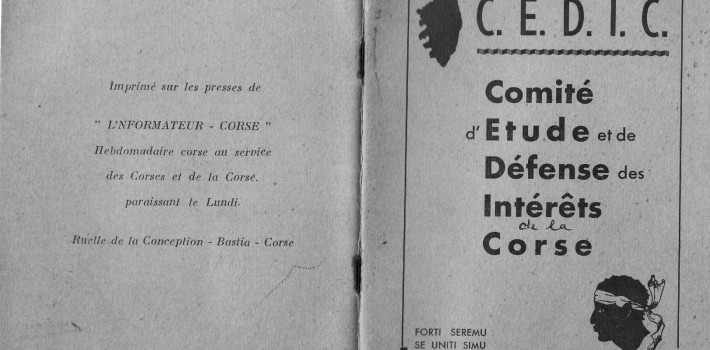 Imprimé sur les presses de
" L'NFORMATEUR - CORSE "
Hebdomadaire corse au service
des Corses et de la Corse.
paraissant le Lundi.
Ruelle de la Conception - Bastia - Corse
C. E. D. I. C.
Comité
d'Etude et de
Défense des
Intérêts
de la
Corse
FORTI SEREMU
SE UNITI SIMU